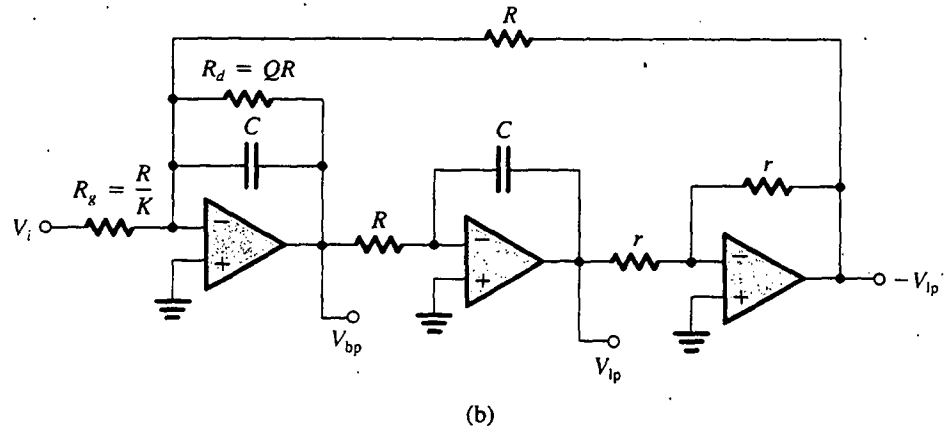 R
R_d = QR
C
C
R_g = R/K
r
V_i
R
r
−
+
−
+
−
+
−V_lp
V_bp
V_lp
(b)